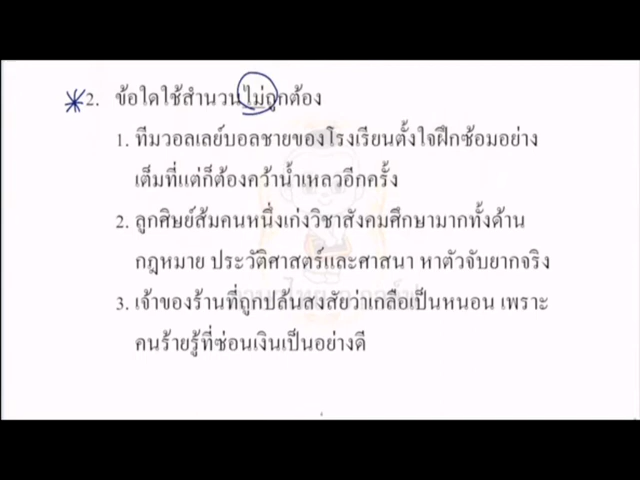 2. ข้อใดใช้สำนวนไม่ถูกต้อง
1. ทีมวอลเลย์บอลชายของโรงเรียนตั้งใจฝึกซ้อมอย่าง
เต็มที่แต่ก็ต้องคว้าน้ำเหลวอีกครั้ง
2. ลูกศิษย์ส้มคนหนึ่งเก่งวิชาสังคมศึกษามากทั้งด้าน
กฎหมาย ประวัติศาสตร์และศาสนา หาตัวจับยากจริง
3. เจ้าของร้านที่ถูกปล้นสงสัยว่าเกลือเป็นหนอน เพราะ
คนร้ายรู้ที่ซ่อนเงินเป็นอย่างดี